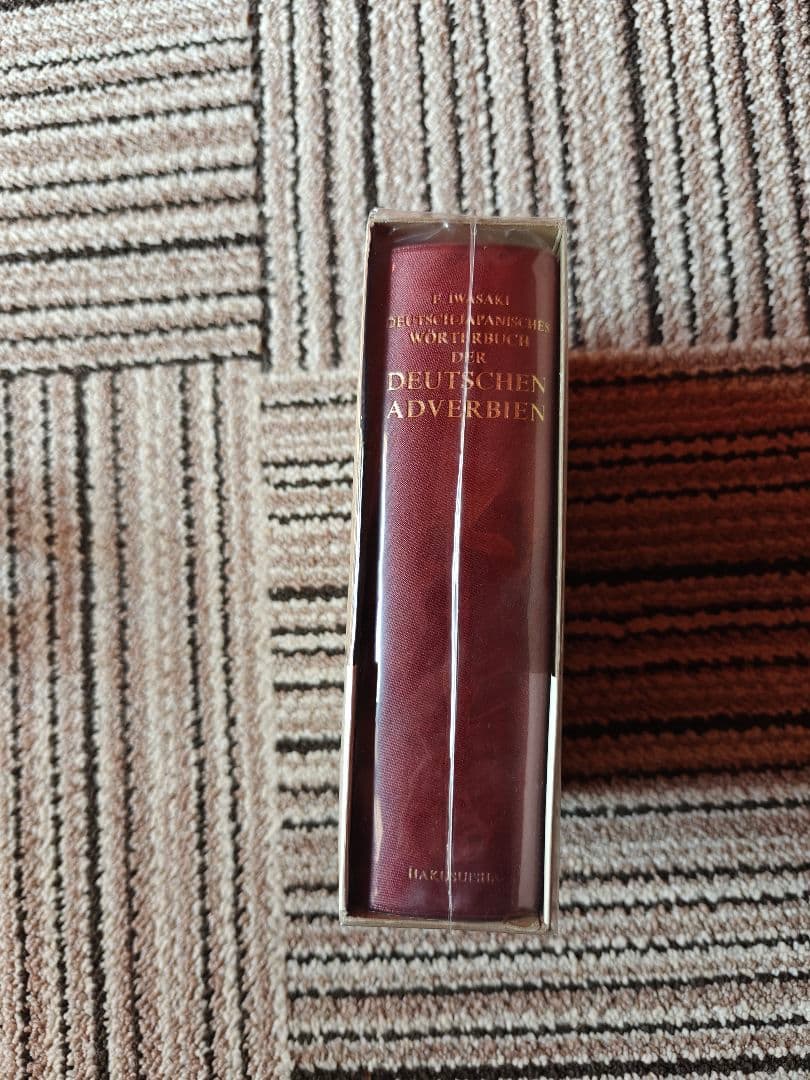 E. IWASAKI
DEUTSCH-JAPANISCHES
WÖRTERBUCH
DER
DEUTSCHEN
ADVERBIEN
HAKUSUISHA